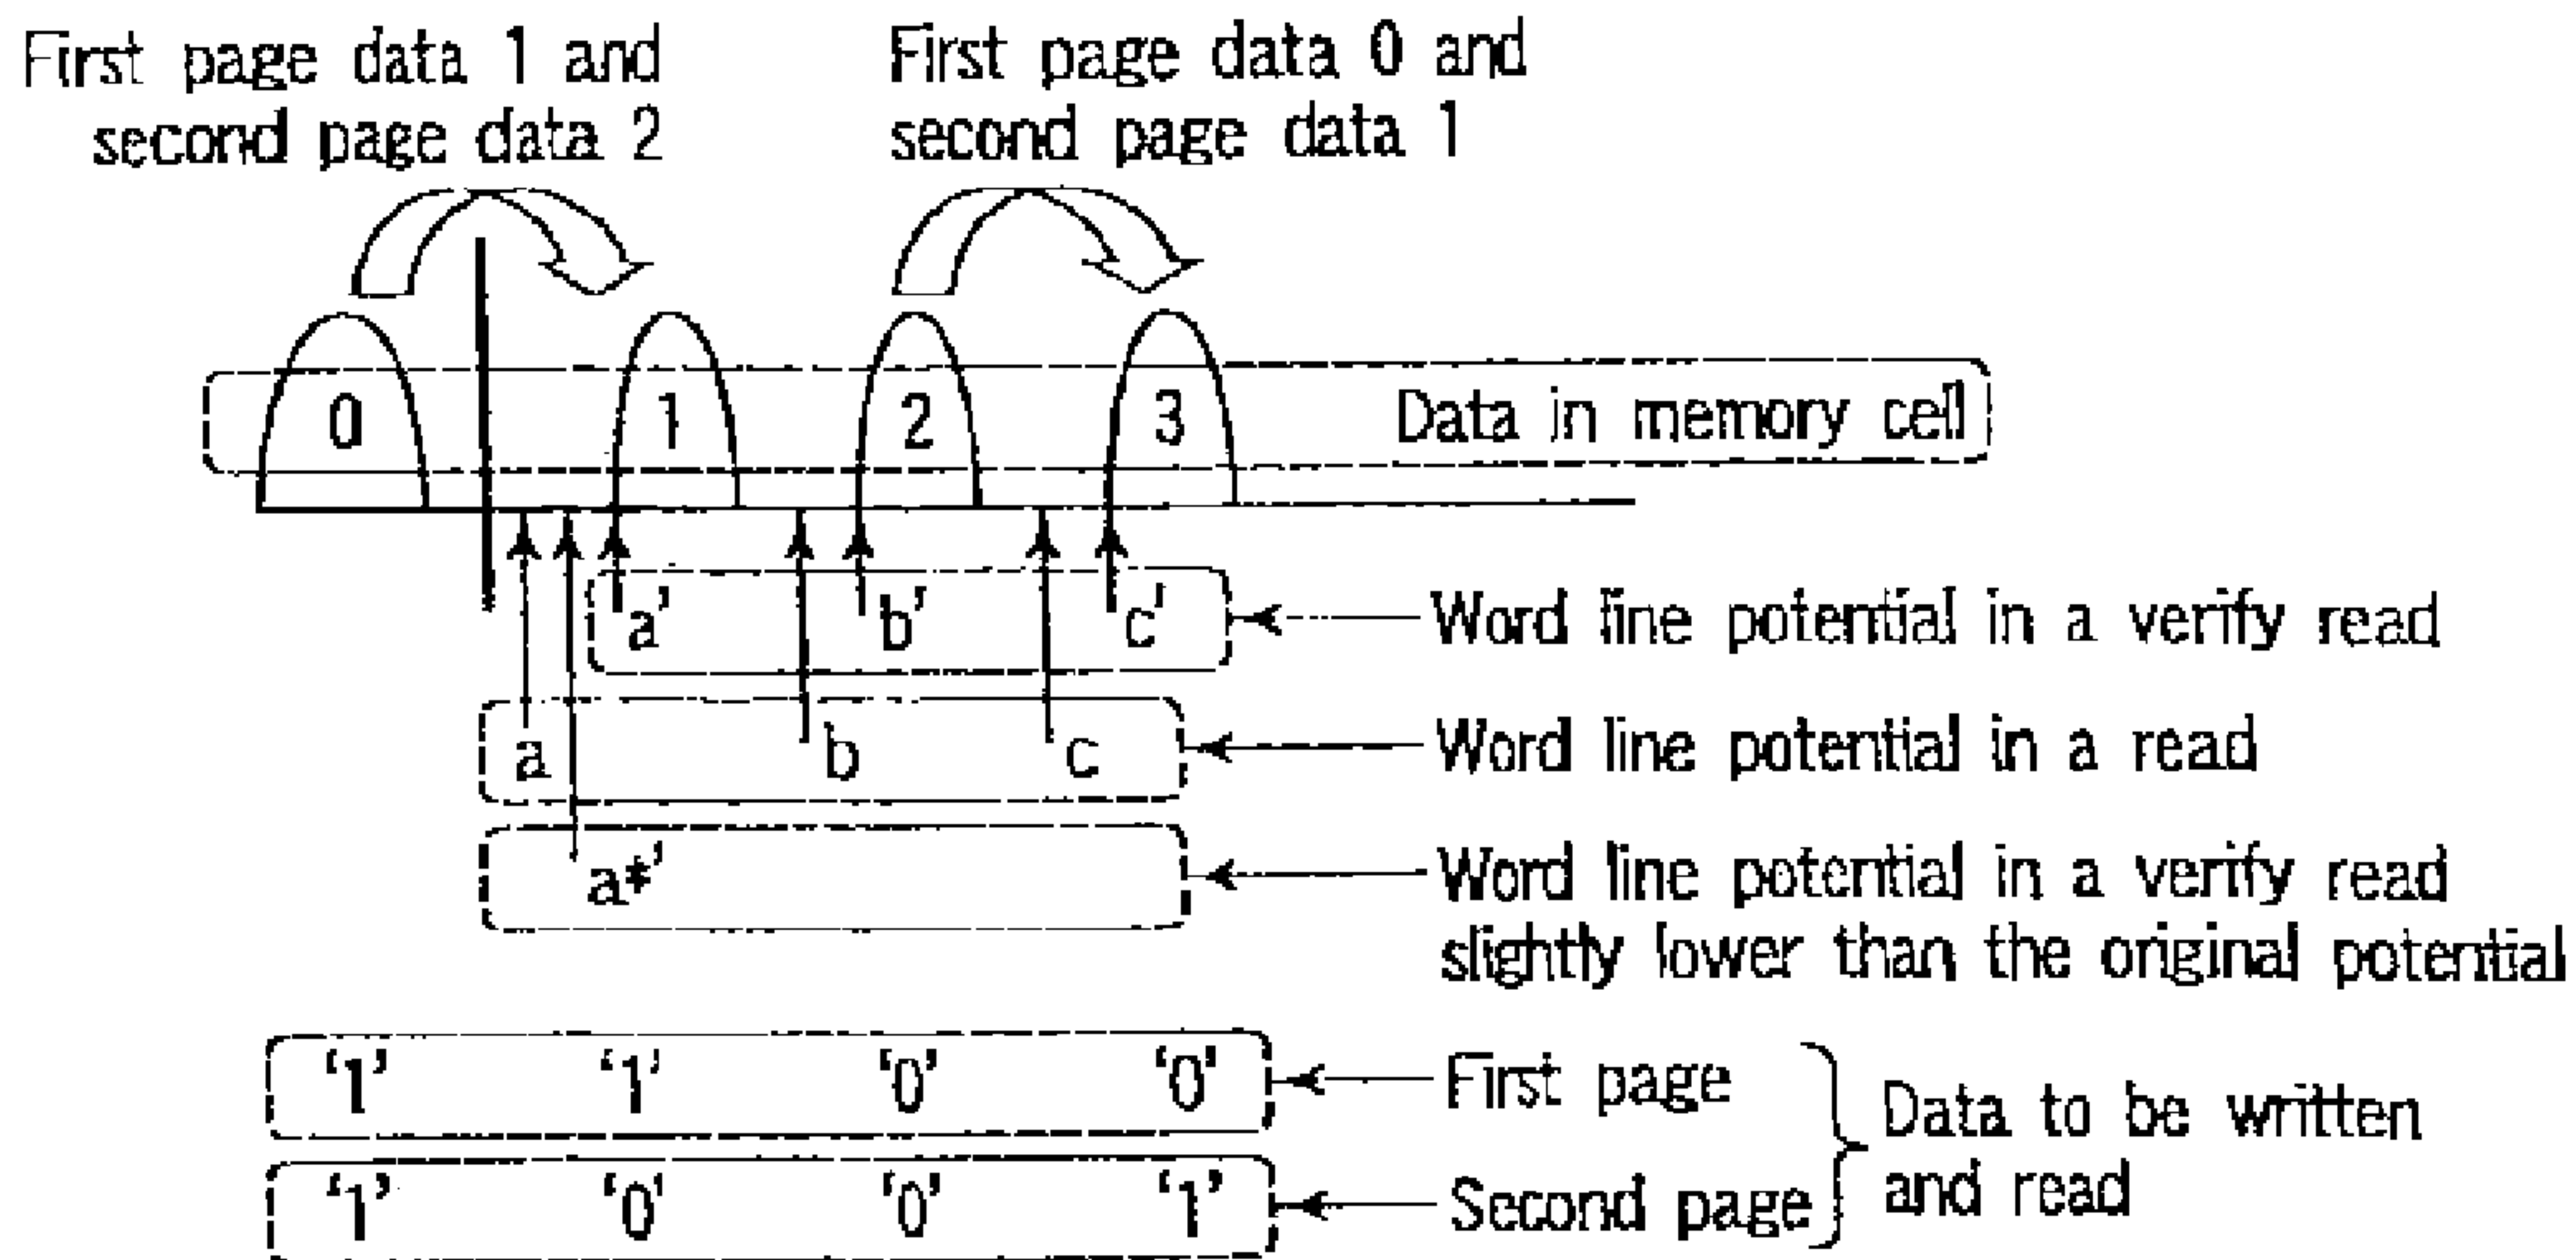 First page data 1 and
second page data 2
First page data 0 and
second page data 1
0 1 2 3 Data in memory cell
a' b' c' Word line potential in a verify read
a b c Word line potential in a read
a*' Word line potential in a verify read
slightly lower than the original potential
‘1’ ‘1’ ‘0’ ‘0’ First page
‘1’ ‘0’ ‘0’ ‘1’ Second page
Data to be written
and read